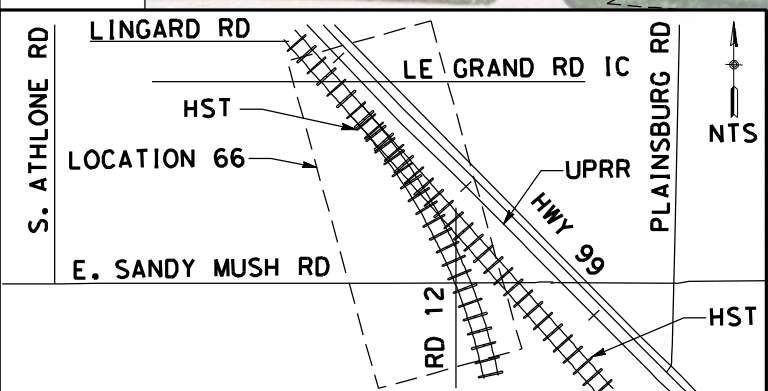 LINGARD RD
S. ATHLONE RD
LE GRAND RD IC
PLAINSBURG RD
NTS
HST
LOCATION 66
UPRR
HWY 99
E. SANDY MUSH RD
RD 12
HST